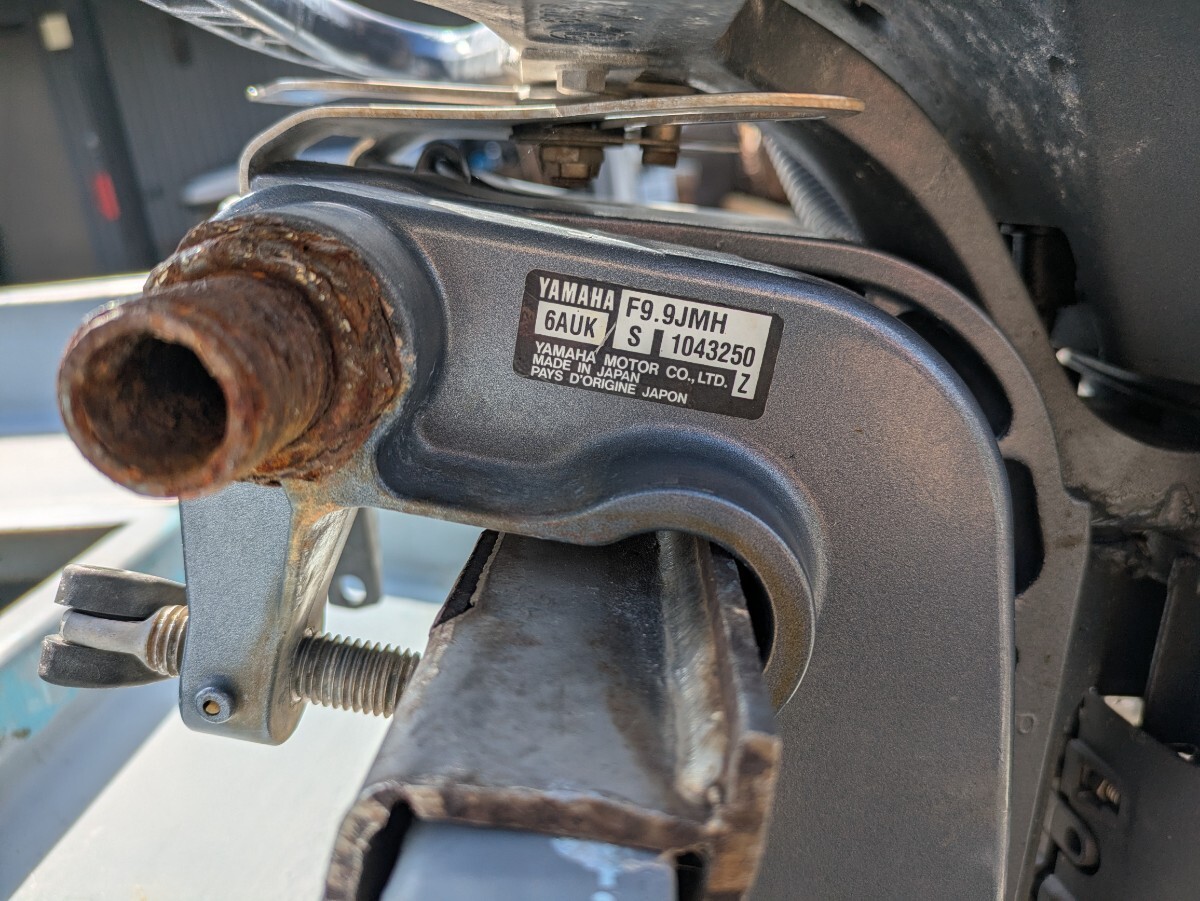 YAMAHA F9.9JMH
6AUK S 1043250
YAMAHA MOTOR CO., LTD.
MADE IN JAPAN
PAYS D'ORIGINE JAPON Z